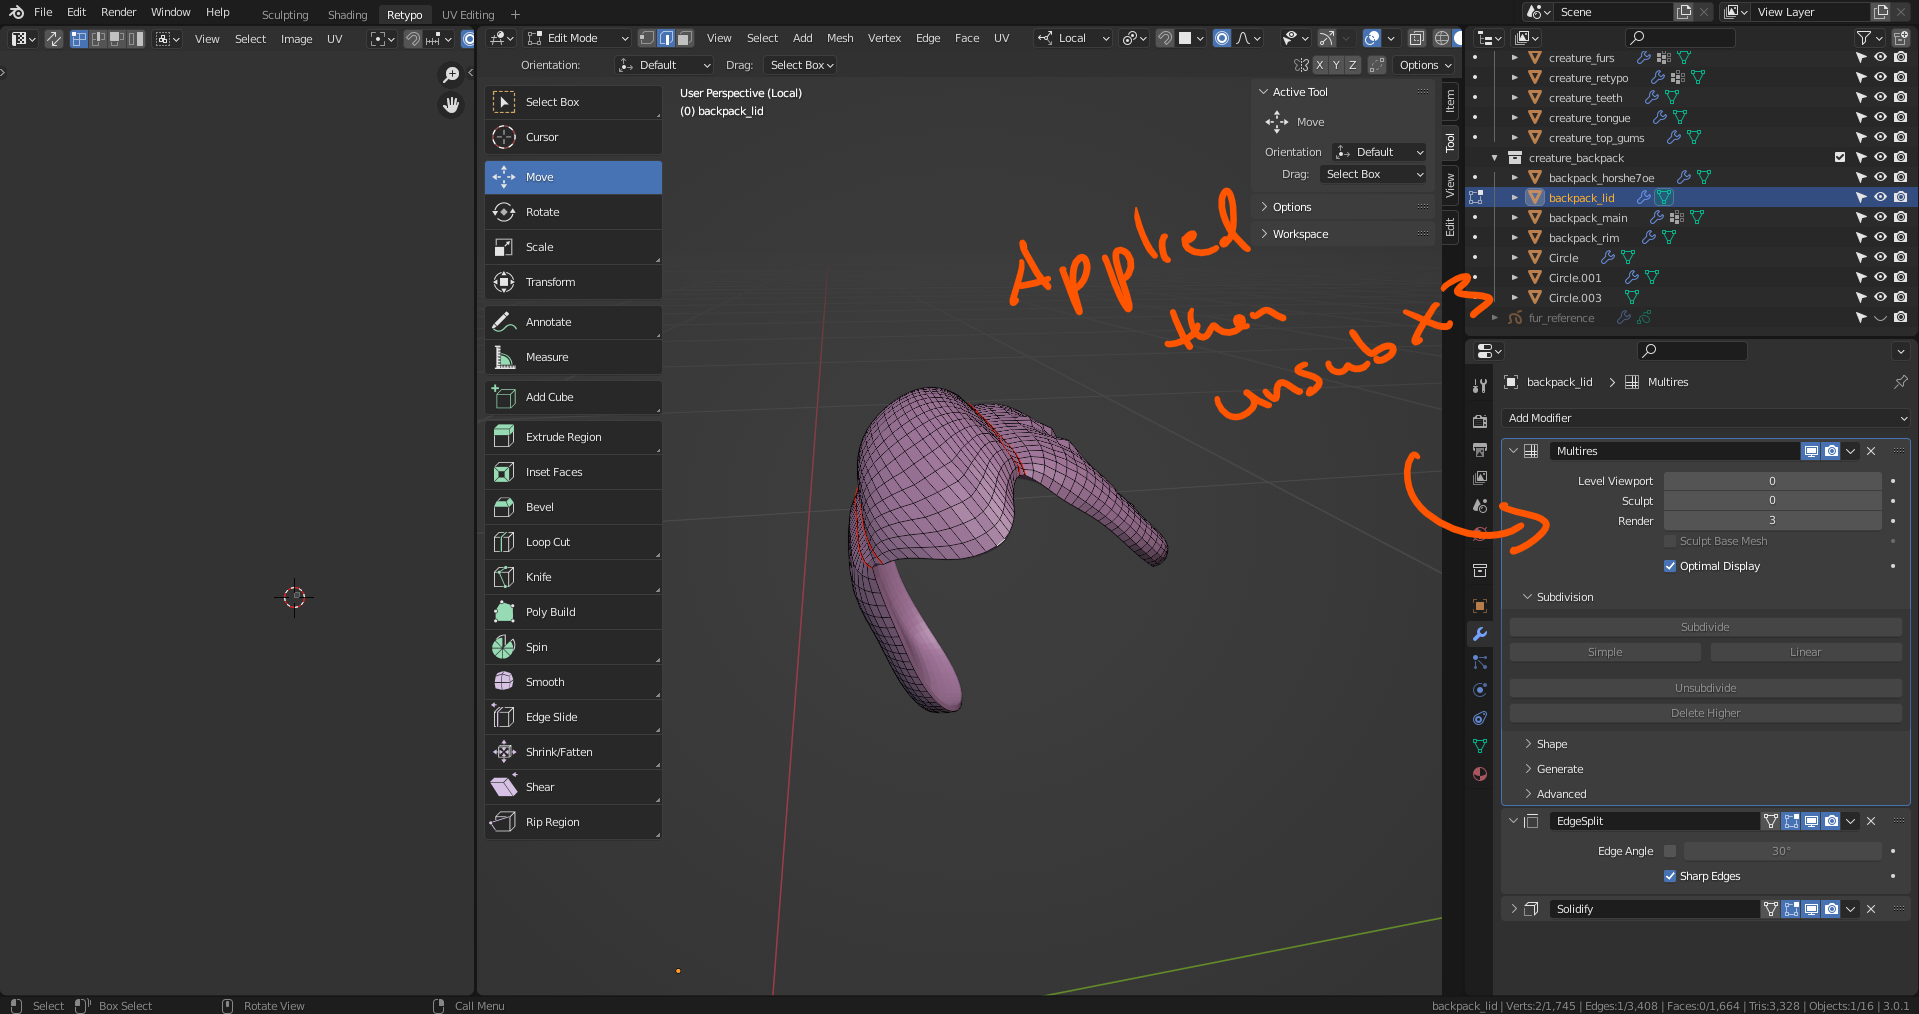 File Edit Render Window Help Sculpting Shading Retypo UV Editing + Scene View Layer
View Select Image UV Edit Mode View Select Add Mesh Vertex Edge Face UV Local
Orientation: Default Drag: Select Box X Y Z Options
User Perspective (Local)
(0) backpack_lid
Select Box
Cursor
Move
Rotate
Scale
Transform
Annotate
Measure
Add Cube
Extrude Region
Inset Faces
Bevel
Loop Cut
Knife
Poly Build
Spin
Smooth
Edge Slide
Shrink/Fatten
Shear
Rip Region
Active Tool
Move
Orientation Default
Drag: Select Box
Options
Workspace
Item
Tool
View
Edit
Applied
then
unsub x3
creature_furs
creature_retypo
creature_teeth
creature_tongue
creature_top_gums
creature_backpack
backpack_horshe7oe
backpack_lid
backpack_main
backpack_rim
Circle
Circle.001
Circle.003
fur_reference
backpack_lid > Multires
Add Modifier
Multires
Level Viewport 0
Sculpt 0
Render 3
Sculpt Base Mesh
Optimal Display
Subdivision
Subdivide
Simple Linear
Unsubdivide
Delete Higher
Shape
Generate
Advanced
EdgeSplit
Edge Angle 30°
Sharp Edges
Solidify
Select Box Select Rotate View Call Menu backpack_lid | Verts:2/1,745 | Edges:1/3,408 | Faces:0/1,664 | Tris:3,328 | Objects:1/16 | 3.0.1